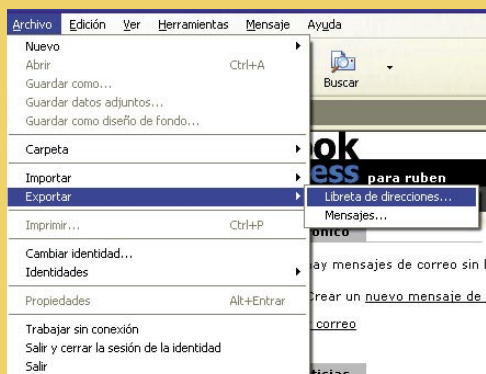 Archivo Edición Ver Herramientas Mensaje Ayuda
Nuevo
Abrir Ctrl+A
Guardar como...
Guardar datos adjuntos...
Guardar como diseño de fondo...
Carpeta
Importar
Exportar
Imprimir... Ctrl+P
Cambiar identidad...
Identidades
Propiedades Alt+Entrar
Trabajar sin conexión
Salir y cerrar la sesión de la identidad
Salir
Buscar
ook
ess para ruben
Libreta de direcciones...
Mensajes...
ónico
ay mensajes de correo sin l
Crear un nuevo mensaje de
correo